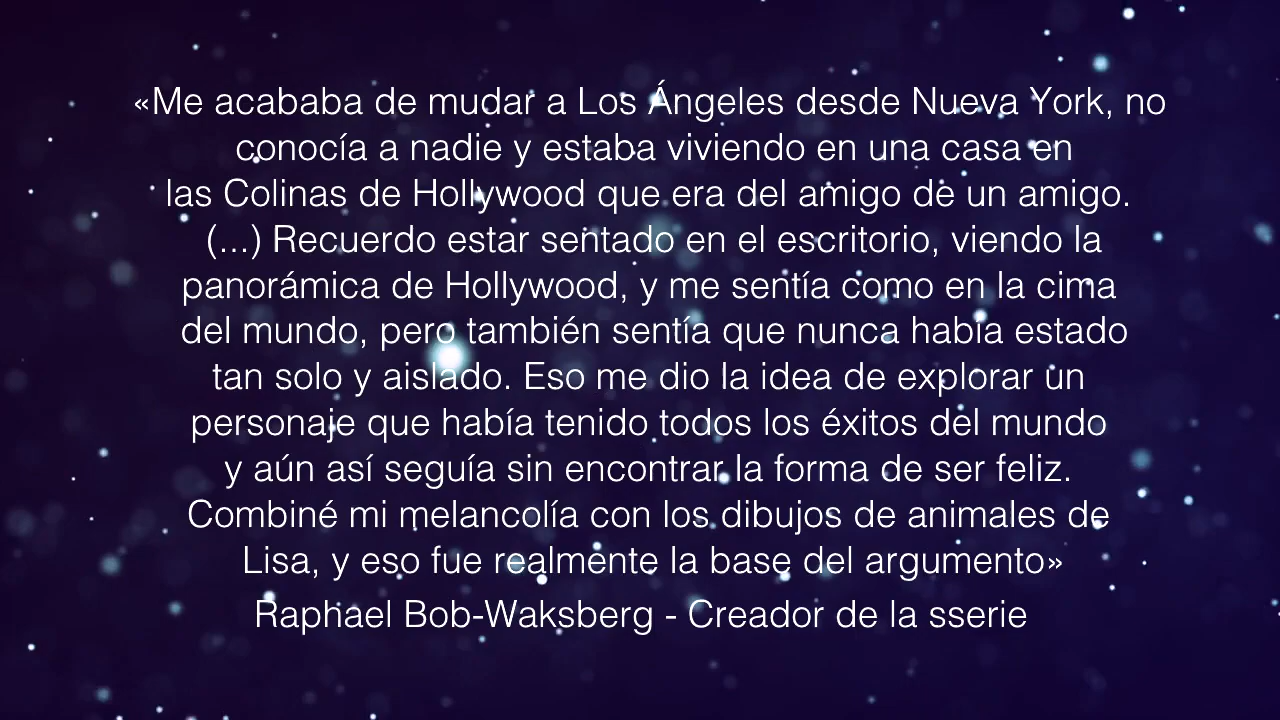 «Me acababa de mudar a Los Ángeles desde Nueva York, no
conocía a nadie y estaba viviendo en una casa en
las Colinas de Hollywood que era del amigo de un amigo.
(...) Recuerdo estar sentado en el escritorio, viendo la
panorámica de Hollywood, y me sentía como en la cima
del mundo, pero también sentía que nunca había estado
tan solo y aislado. Eso me dio la idea de explorar un
personaje que había tenido todos los éxitos del mundo
y aún así seguía sin encontrar la forma de ser feliz.
Combiné mi melancolía con los dibujos de animales de
Lisa, y eso fue realmente la base del argumento»
Raphael Bob-Waksberg - Creador de la sserie